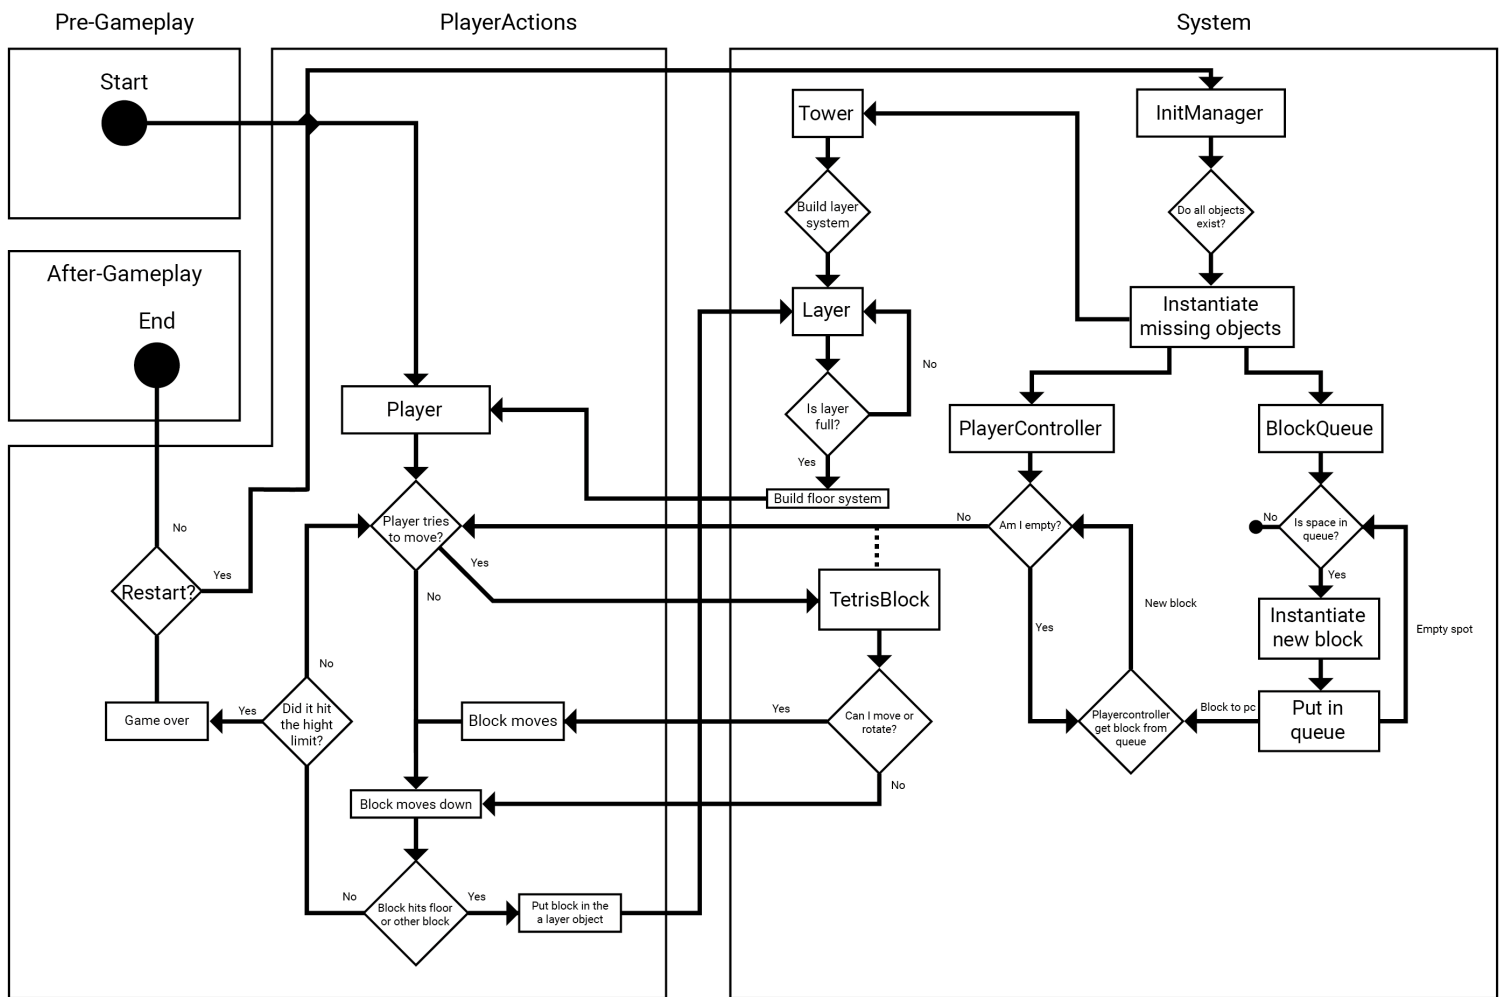 Pre-Gameplay
PlayerActions
System
Start
After-Gameplay
End
No
Restart?
Yes
Game over
Yes
No
Did it hit
the hight
limit?
Player
Player tries
to move?
Yes
No
Block moves
Block moves down
No
Block hits floor
or other block
Yes
Put block in the
a layer object
Tower
Build layer
system
Layer
No
Is layer
full?
Yes
Build floor system
TetrisBlock
Yes
Can I move or
rotate?
No
InitManager
Do all objects
exist?
Instantiate
missing objects
PlayerController
No
Am I empty?
Yes
New block
Playercontroller
get block from
queue
BlockQueue
No
Is space in
queue?
Yes
Instantiate
new block
Empty spot
Block to pc
Put in
queue